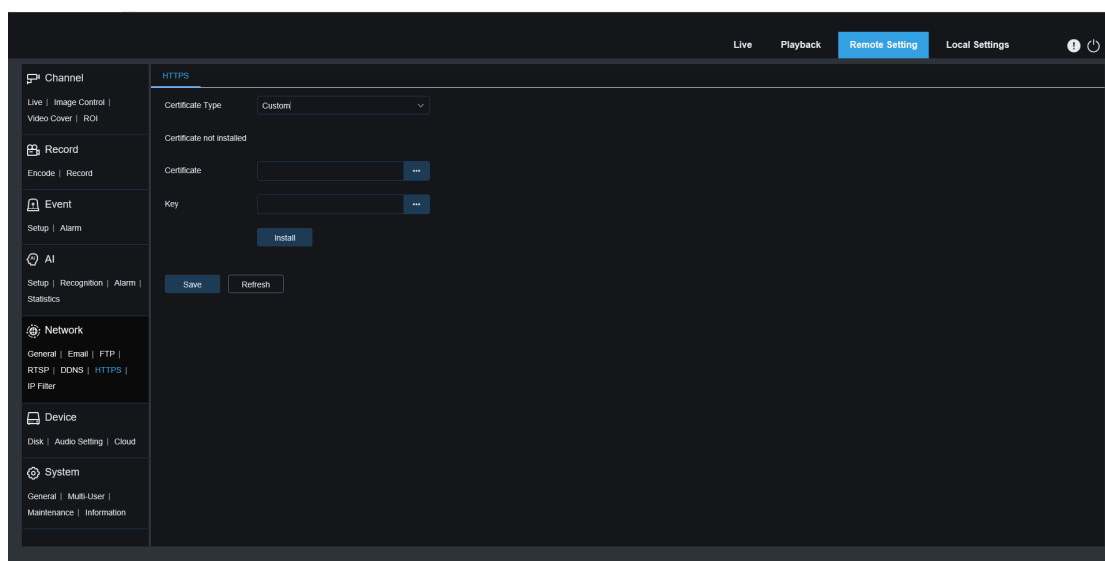 Live Playback Remote Setting Local Settings
Channel
Live | Image Control |
Video Cover | ROI
Record
Encode | Record
Event
Setup | Alarm
AI
Setup | Recognition | Alarm |
Statistics
Network
General | Email | FTP |
RTSP | DDNS | HTTPS |
IP Filter
Device
Disk | Audio Setting | Cloud
System
General | Multi-User |
Maintenance | Information
HTTPS
Certificate Type Custom
Certificate not installed
Certificate ...
Key ...
Install
Save Refresh